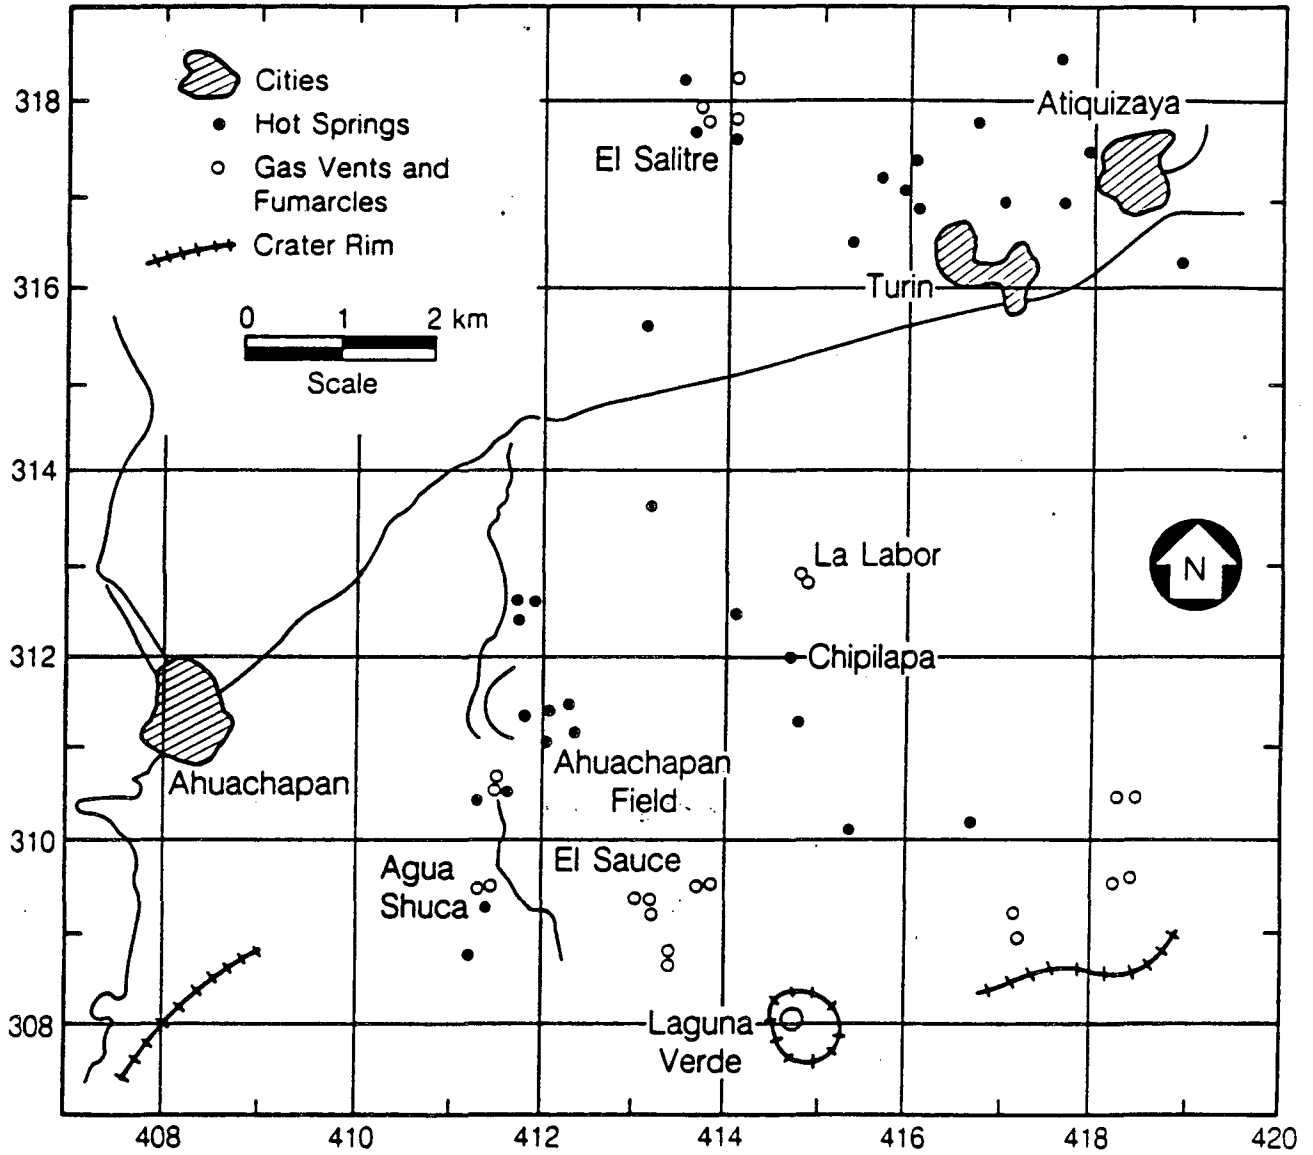 Cities
Hot Springs
Gas Vents and
Fumarcles
Crater Rim
0 1 2 km
Scale
318
316
314
312
310
308
El Salitre
Atiquizaya
Turin
La Labor
N
Chipilapa
Ahuachapan
Ahuachapan
Field
Agua
Shuca
El Sauce
Laguna
Verde
408 410 412 414 416 418 420